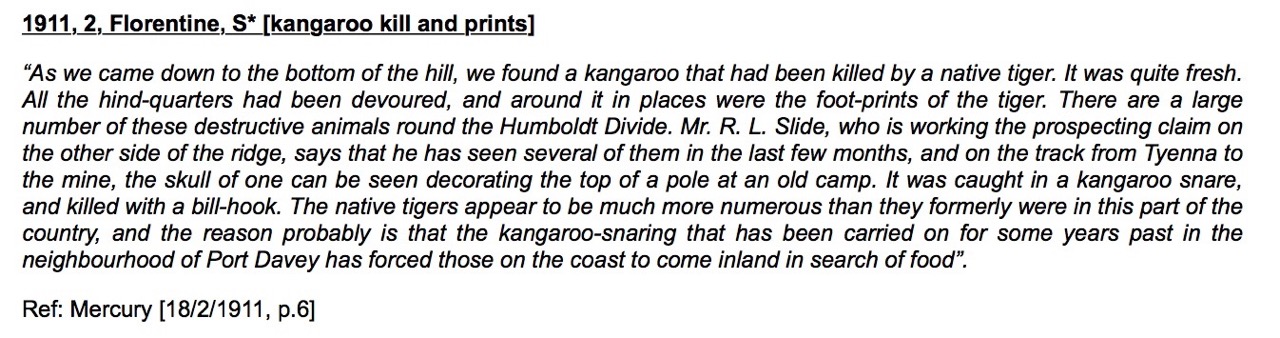 1911, 2, Florentine, S* [kangaroo kill and prints]
“As we came down to the bottom of the hill, we found a kangaroo that had been killed by a native tiger. It was quite fresh.
All the hind-quarters had been devoured, and around it in places were the foot-prints of the tiger. There are a large
number of these destructive animals round the Humboldt Divide. Mr. R. L. Slide, who is working the prospecting claim on
the other side of the ridge, says that he has seen several of them in the last few months, and on the track from Tyenna to
the mine, the skull of one can be seen decorating the top of a pole at an old camp. It was caught in a kangaroo snare,
and killed with a bill-hook. The native tigers appear to be much more numerous than they formerly were in this part of the
country, and the reason probably is that the kangaroo-snaring that has been carried on for some years past in the
neighbourhood of Port Davey has forced those on the coast to come inland in search of food”.
Ref: Mercury [18/2/1911, p.6]